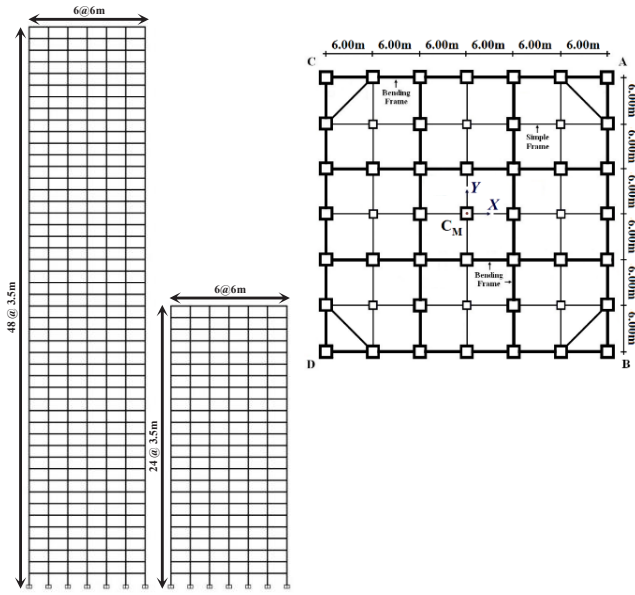 6@6m
48 @ 3.5m
6@6m
24 @ 3.5m
6.00m 6.00m 6.00m 6.00m 6.00m 6.00m
C A
Bending
Frame
Simple
Frame
Y
X
CM
Bending
Frame
D B
6.00m
6.00m
6.00m
6.00m
6.00m
6.00m